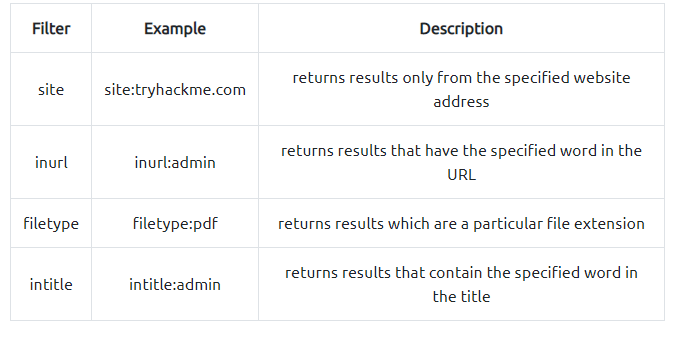 Filter Example Description
site site:tryhackme.com returns results only from the specified website
address
inurl inurl:admin returns results that have the specified word in the
URL
filetype filetype:pdf returns results which are a particular file extension
intitle intitle:admin returns results that contain the specified word in
the title